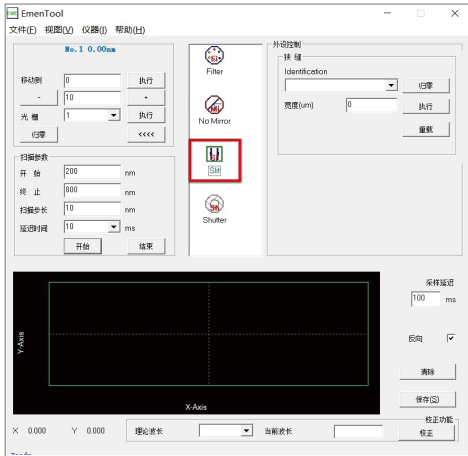 EmenTool
文件(F) 视图(V) 仪器(I) 帮助(H)
No.1 0.00nm
移动到 0 执行
- 10 +
光 栅 1 执行
归零 <<<<
扫描参数
开 始 200 nm
终 止 800 nm
扫描步长 10 nm
延迟时间 10 ms
开始 结束
Filter
No Mirror
Slit
Shutter
外设控制
狭 缝
Identification
归零
宽度(um) 0 执行
重载
Y-Axis
X-Axis
采样延迟
100 ms
反向
清除
保存(S)
X 0.000 Y 0.000 理论波长 当前波长
校正功能
校正
Ready